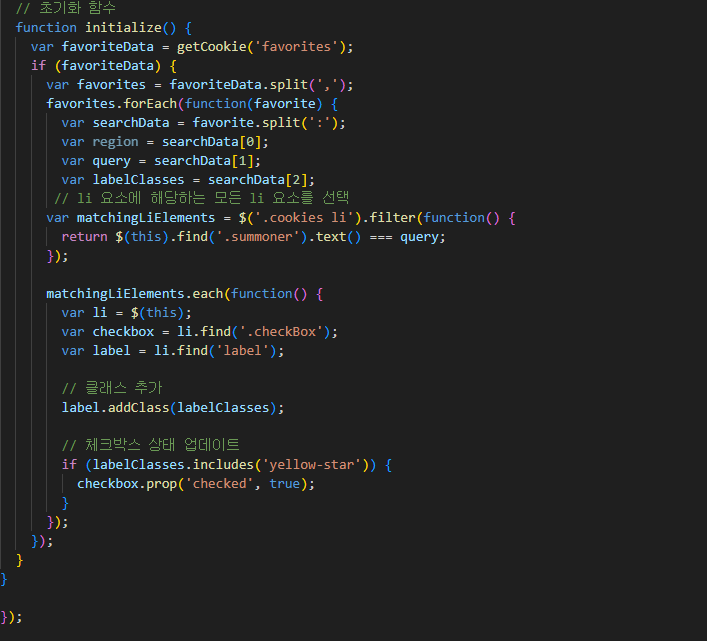 // 초기화 함수
function initialize() {
var favoriteData = getCookie('favorites');
if (favoriteData) {
var favorites = favoriteData.split(',');
favorites.forEach(function(favorite) {
var searchData = favorite.split(':');
var region = searchData[0];
var query = searchData[1];
var labelClasses = searchData[2];
// li 요소에 해당하는 모든 li 요소를 선택
var matchingLiElements = $('.cookies li').filter(function() {
return $(this).find('.summoner').text() === query;
});
matchingLiElements.each(function() {
var li = $(this);
var checkbox = li.find('.checkBox');
var label = li.find('label');
// 클래스 추가
label.addClass(labelClasses);
// 체크박스 상태 업데이트
if (labelClasses.includes('yellow-star')) {
checkbox.prop('checked', true);
}
});
});
}
}
});